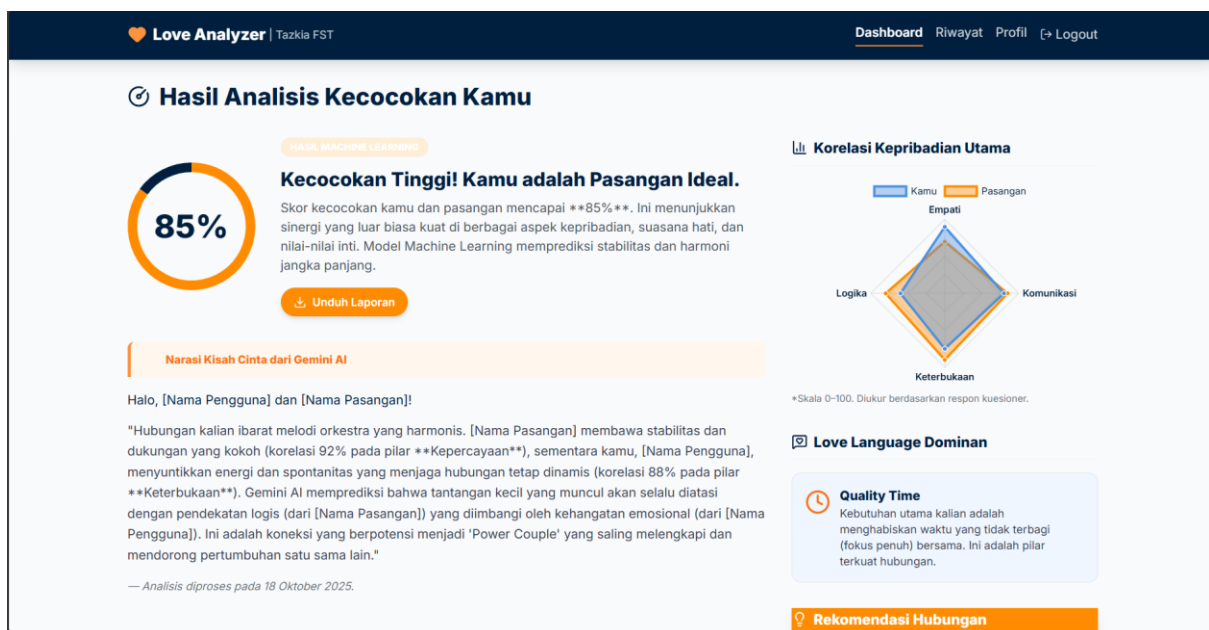 Love Analyzer | Tazkia FST
Dashboard Riwayat Profil Logout
Hasil Analisis Kecocokan Kamu
85%
HASIL MACHINE LEARNING
Kecocokan Tinggi! Kamu adalah Pasangan Ideal.
Skor kecocokan kamu dan pasangan mencapai **85%**. Ini menunjukkan
sinergi yang luar biasa kuat di berbagai aspek kepribadian, suasana hati, dan
nilai-nilai inti. Model Machine Learning memprediksi stabilitas dan harmoni
jangka panjang.
Unduh Laporan
Narasi Kisah Cinta dari Gemini AI
Halo, [Nama Pengguna] dan [Nama Pasangan]!
"Hubungan kalian ibarat melodi orkestra yang harmonis. [Nama Pasangan] membawa stabilitas dan
dukungan yang kokoh (korelasi 92% pada pilar **Kepercayaan**), sementara kamu, [Nama Pengguna],
menyuntikkan energi dan spontanitas yang menjaga hubungan tetap dinamis (korelasi 88% pada pilar
**Keterbukaan**). Gemini AI memprediksi bahwa tantangan kecil yang muncul akan selalu diatasi
dengan pendekatan logis (dari [Nama Pasangan]) yang diimbangi oleh kehangatan emosional (dari [Nama
Pengguna]). Ini adalah koneksi yang berpotensi menjadi 'Power Couple' yang saling melengkapi dan
mendorong pertumbuhan satu sama lain."
— Analisis diproses pada 18 Oktober 2025.
Korelasi Kepribadian Utama
Kamu Pasangan
Empati
Logika
Komunikasi
Keterbukaan
*Skala 0–100. Diukur berdasarkan respon kuesioner.
Love Language Dominan
Quality Time
Kebutuhan utama kalian adalah
menghabiskan waktu yang tidak terbagi
(fokus penuh) bersama. Ini adalah pilar
terkuat hubungan.
Rekomendasi Hubungan